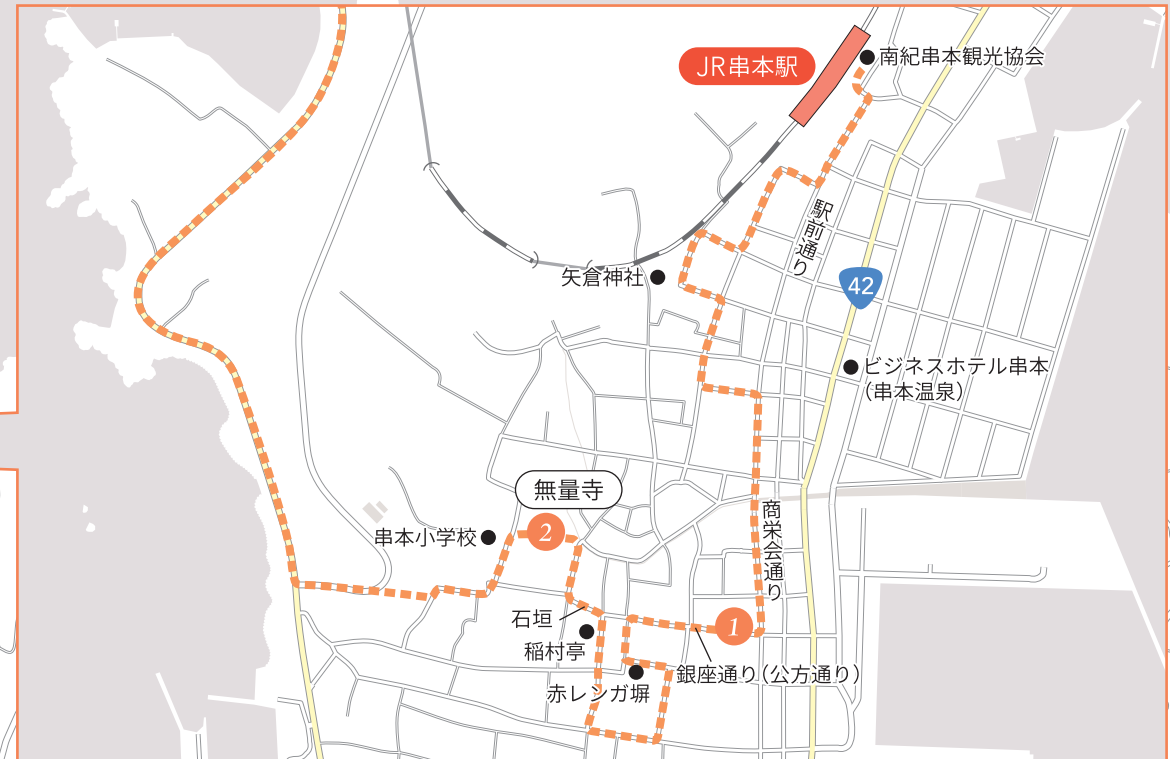 JR串本駅
南紀串本観光協会
駅前通り
矢倉神社
42
ビジネスホテル串本
（串本温泉）
無量寺
商栄会通り
串本小学校
2
石垣
1
稲村亭
銀座通り（公方通り）
赤レンガ塀